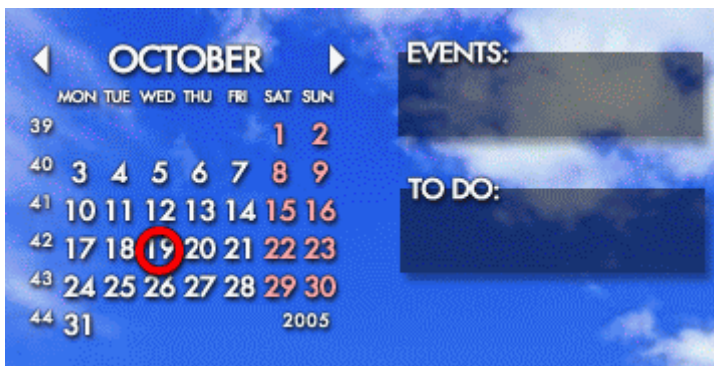 OCTOBER
MON TUE WED THU FRI SAT SUN
39 1 2
40 3 4 5 6 7 8 9
41 10 11 12 13 14 15 16
42 17 18 19 20 21 22 23
43 24 25 26 27 28 29 30
44 31 2005
EVENTS:
TO DO: